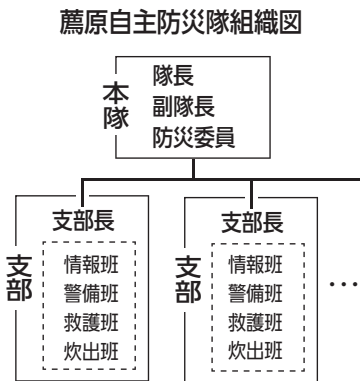 薦原自主防災隊組織図
本隊
隊長
副隊長
防災委員
支部
支部長
情報班
警備班
救護班
炊出班
支部
支部長
情報班
警備班
救護班
炊出班
…